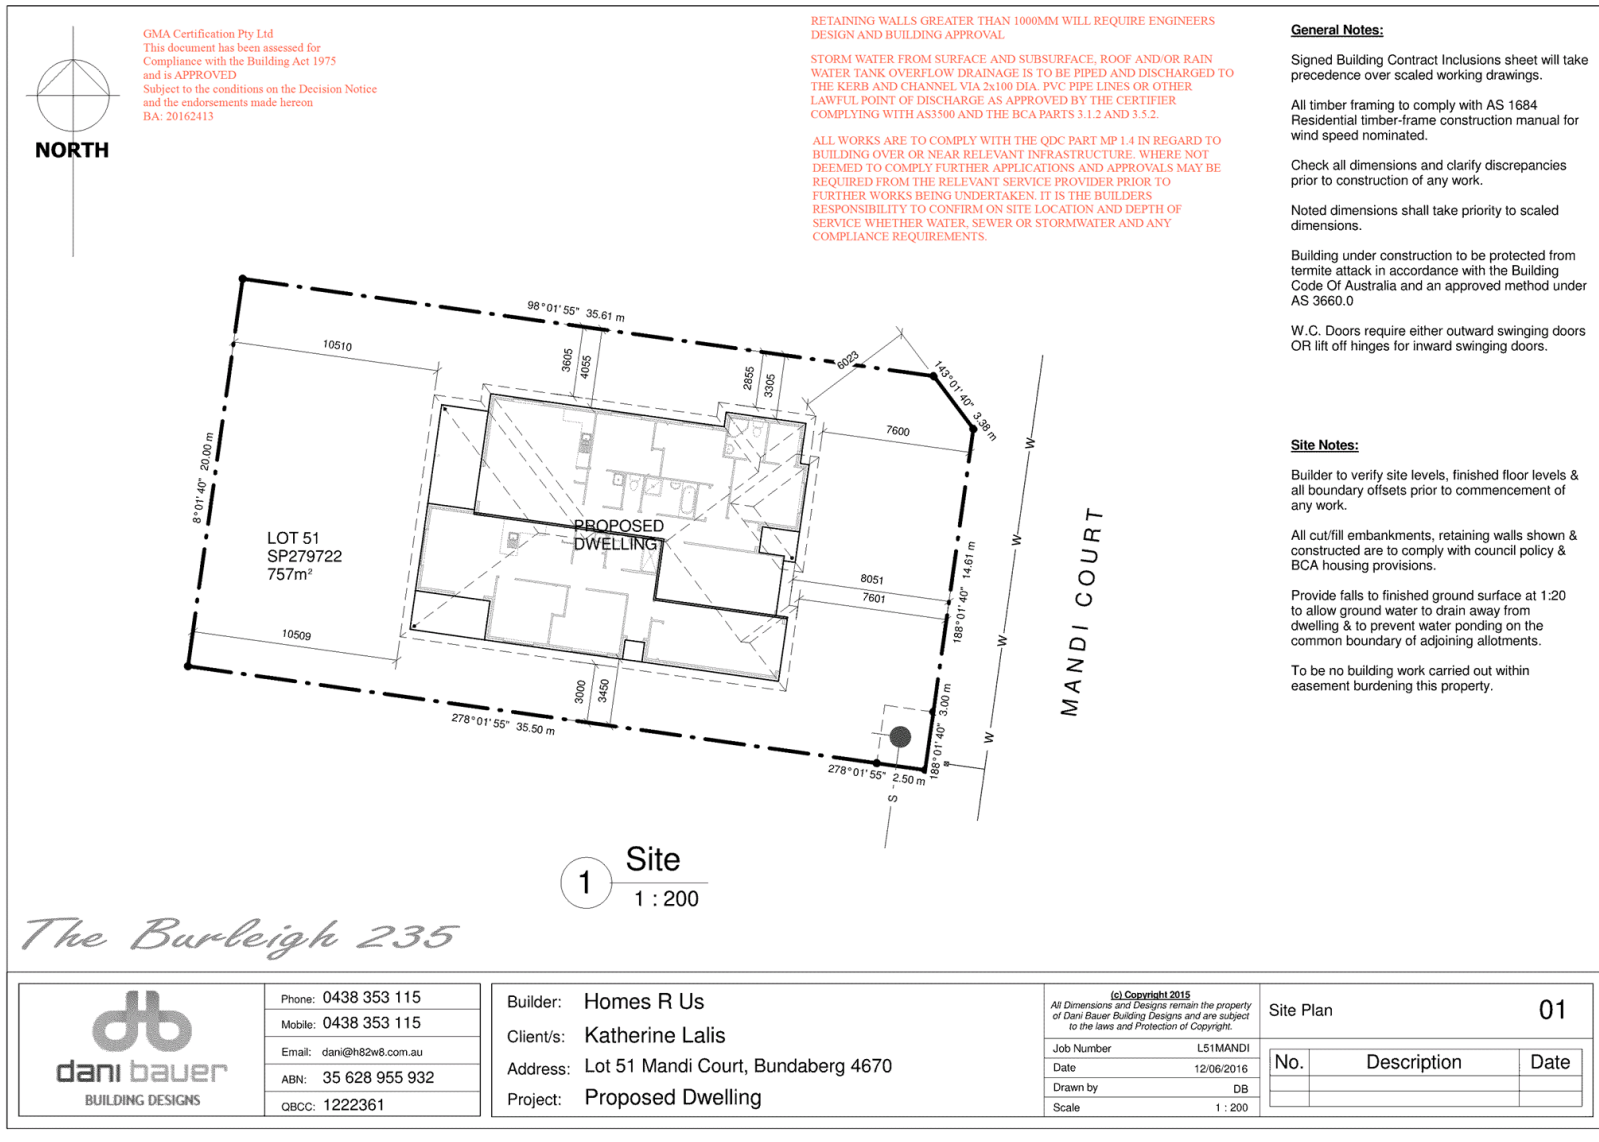 GMA Certification Pty Ltd
This document has been assessed for
Compliance with the Building Act 1975
and is APPROVED
Subject to the conditions on the Decision Notice
and the endorsements made hereon
BA: 20162413
NORTH
RETAINING WALLS GREATER THAN 1000MM WILL REQUIRE ENGINEERS
DESIGN AND BUILDING APPROVAL
STORM WATER FROM SURFACE AND SUBSURFACE, ROOF AND/OR RAIN
WATER TANK OVERFLOW DRAINAGE IS TO BE PIPED AND DISCHARGED TO
THE KERB AND CHANNEL VIA 2x100 DIA. PVC PIPE LINES OR OTHER
LAWFUL POINT OF DISCHARGE AS APPROVED BY THE CERTIFIER
COMPLYING WITH AS3500 AND THE BCA PARTS 3.1.2 AND 3.5.2.
ALL WORKS ARE TO COMPLY WITH THE QDC PART MP 1.4 IN REGARD TO
BUILDING OVER OR NEAR RELEVANT INFRASTRUCTURE. WHERE NOT
DEEMED TO COMPLY FURTHER APPLICATIONS AND APPROVALS MAY BE
REQUIRED FROM THE RELEVANT SERVICE PROVIDER PRIOR TO
FURTHER WORKS BEING UNDERTAKEN. IT IS THE BUILDERS
RESPONSIBILITY TO CONFIRM ON SITE LOCATION AND DEPTH OF
SERVICE WHETHER WATER, SEWER OR STORMWATER AND ANY
COMPLIANCE REQUIREMENTS.
General Notes:
Signed Building Contract Inclusions sheet will take
precedence over scaled working drawings.
All timber framing to comply with AS 1684
Residential timber-frame construction manual for
wind speed nominated.
Check all dimensions and clarify discrepancies
prior to construction of any work.
Noted dimensions shall take priority to scaled
dimensions.
Building under construction to be protected from
termite attack in accordance with the Building
Code Of Australia and an approved method under
AS 3660.0
W.C. Doors require either outward swinging doors
OR lift off hinges for inward swinging doors.
Site Notes:
Builder to verify site levels, finished floor levels &
all boundary offsets prior to commencement of
any work.
All cut/fill embankments, retaining walls shown &
constructed are to comply with council policy &
BCA housing provisions.
Provide falls to finished ground surface at 1:20
to allow ground water to drain away from
dwelling & to prevent water ponding on the
common boundary of adjoining allotments.
To be no building work carried out within
easement burdening this property.
98°01'55" 35.61 m
10510
3605
4055
2855
3305
6023
143°01'40" 3.38 m
7600
W
8°01'40" 20.00 m
LOT 51
SP279722
757m²
PROPOSED
DWELLING
W
188°01'40" 14.61 m
8051
7601
MANDI COURT
10509
W
3000
3450
278°01'55" 35.50 m
188°01'40" 3.00 m
W
278°01'55" 2.50 m
S
1
Site
1 : 200
The Burleigh 235
db
dani bauer
BUILDING DESIGNS
Phone: 0438 353 115
Mobile: 0438 353 115
Email: dani@h82w8.com.au
ABN: 35 628 955 932
QBCC: 1222361
Builder: Homes R Us
Client/s: Katherine Lalis
Address: Lot 51 Mandi Court, Bundaberg 4670
Project: Proposed Dwelling
(c) Copyright 2015
All Dimensions and Designs remain the property
of Dani Bauer Building Designs and are subject
to the laws and Protection of Copyright.
Job Number L51MANDI
Date 12/06/2016
Drawn by DB
Scale 1 : 200
Site Plan 01
No. Description Date